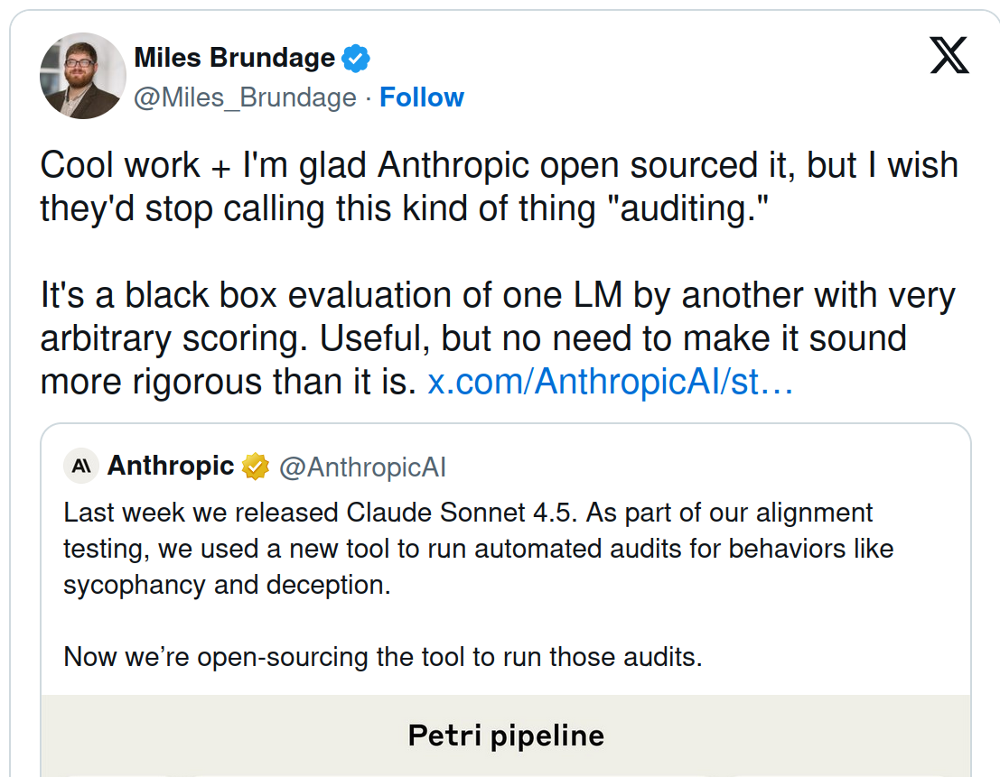 Miles Brundage
@Miles_Brundage · Follow
Cool work + I'm glad Anthropic open sourced it, but I wish
they'd stop calling this kind of thing "auditing."
It's a black box evaluation of one LM by another with very
arbitrary scoring. Useful, but no need to make it sound
more rigorous than it is. x.com/AnthropicAI/st…
Anthropic @AnthropicAI
Last week we released Claude Sonnet 4.5. As part of our alignment
testing, we used a new tool to run automated audits for behaviors like
sycophancy and deception.
Now we’re open-sourcing the tool to run those audits.
Petri pipeline